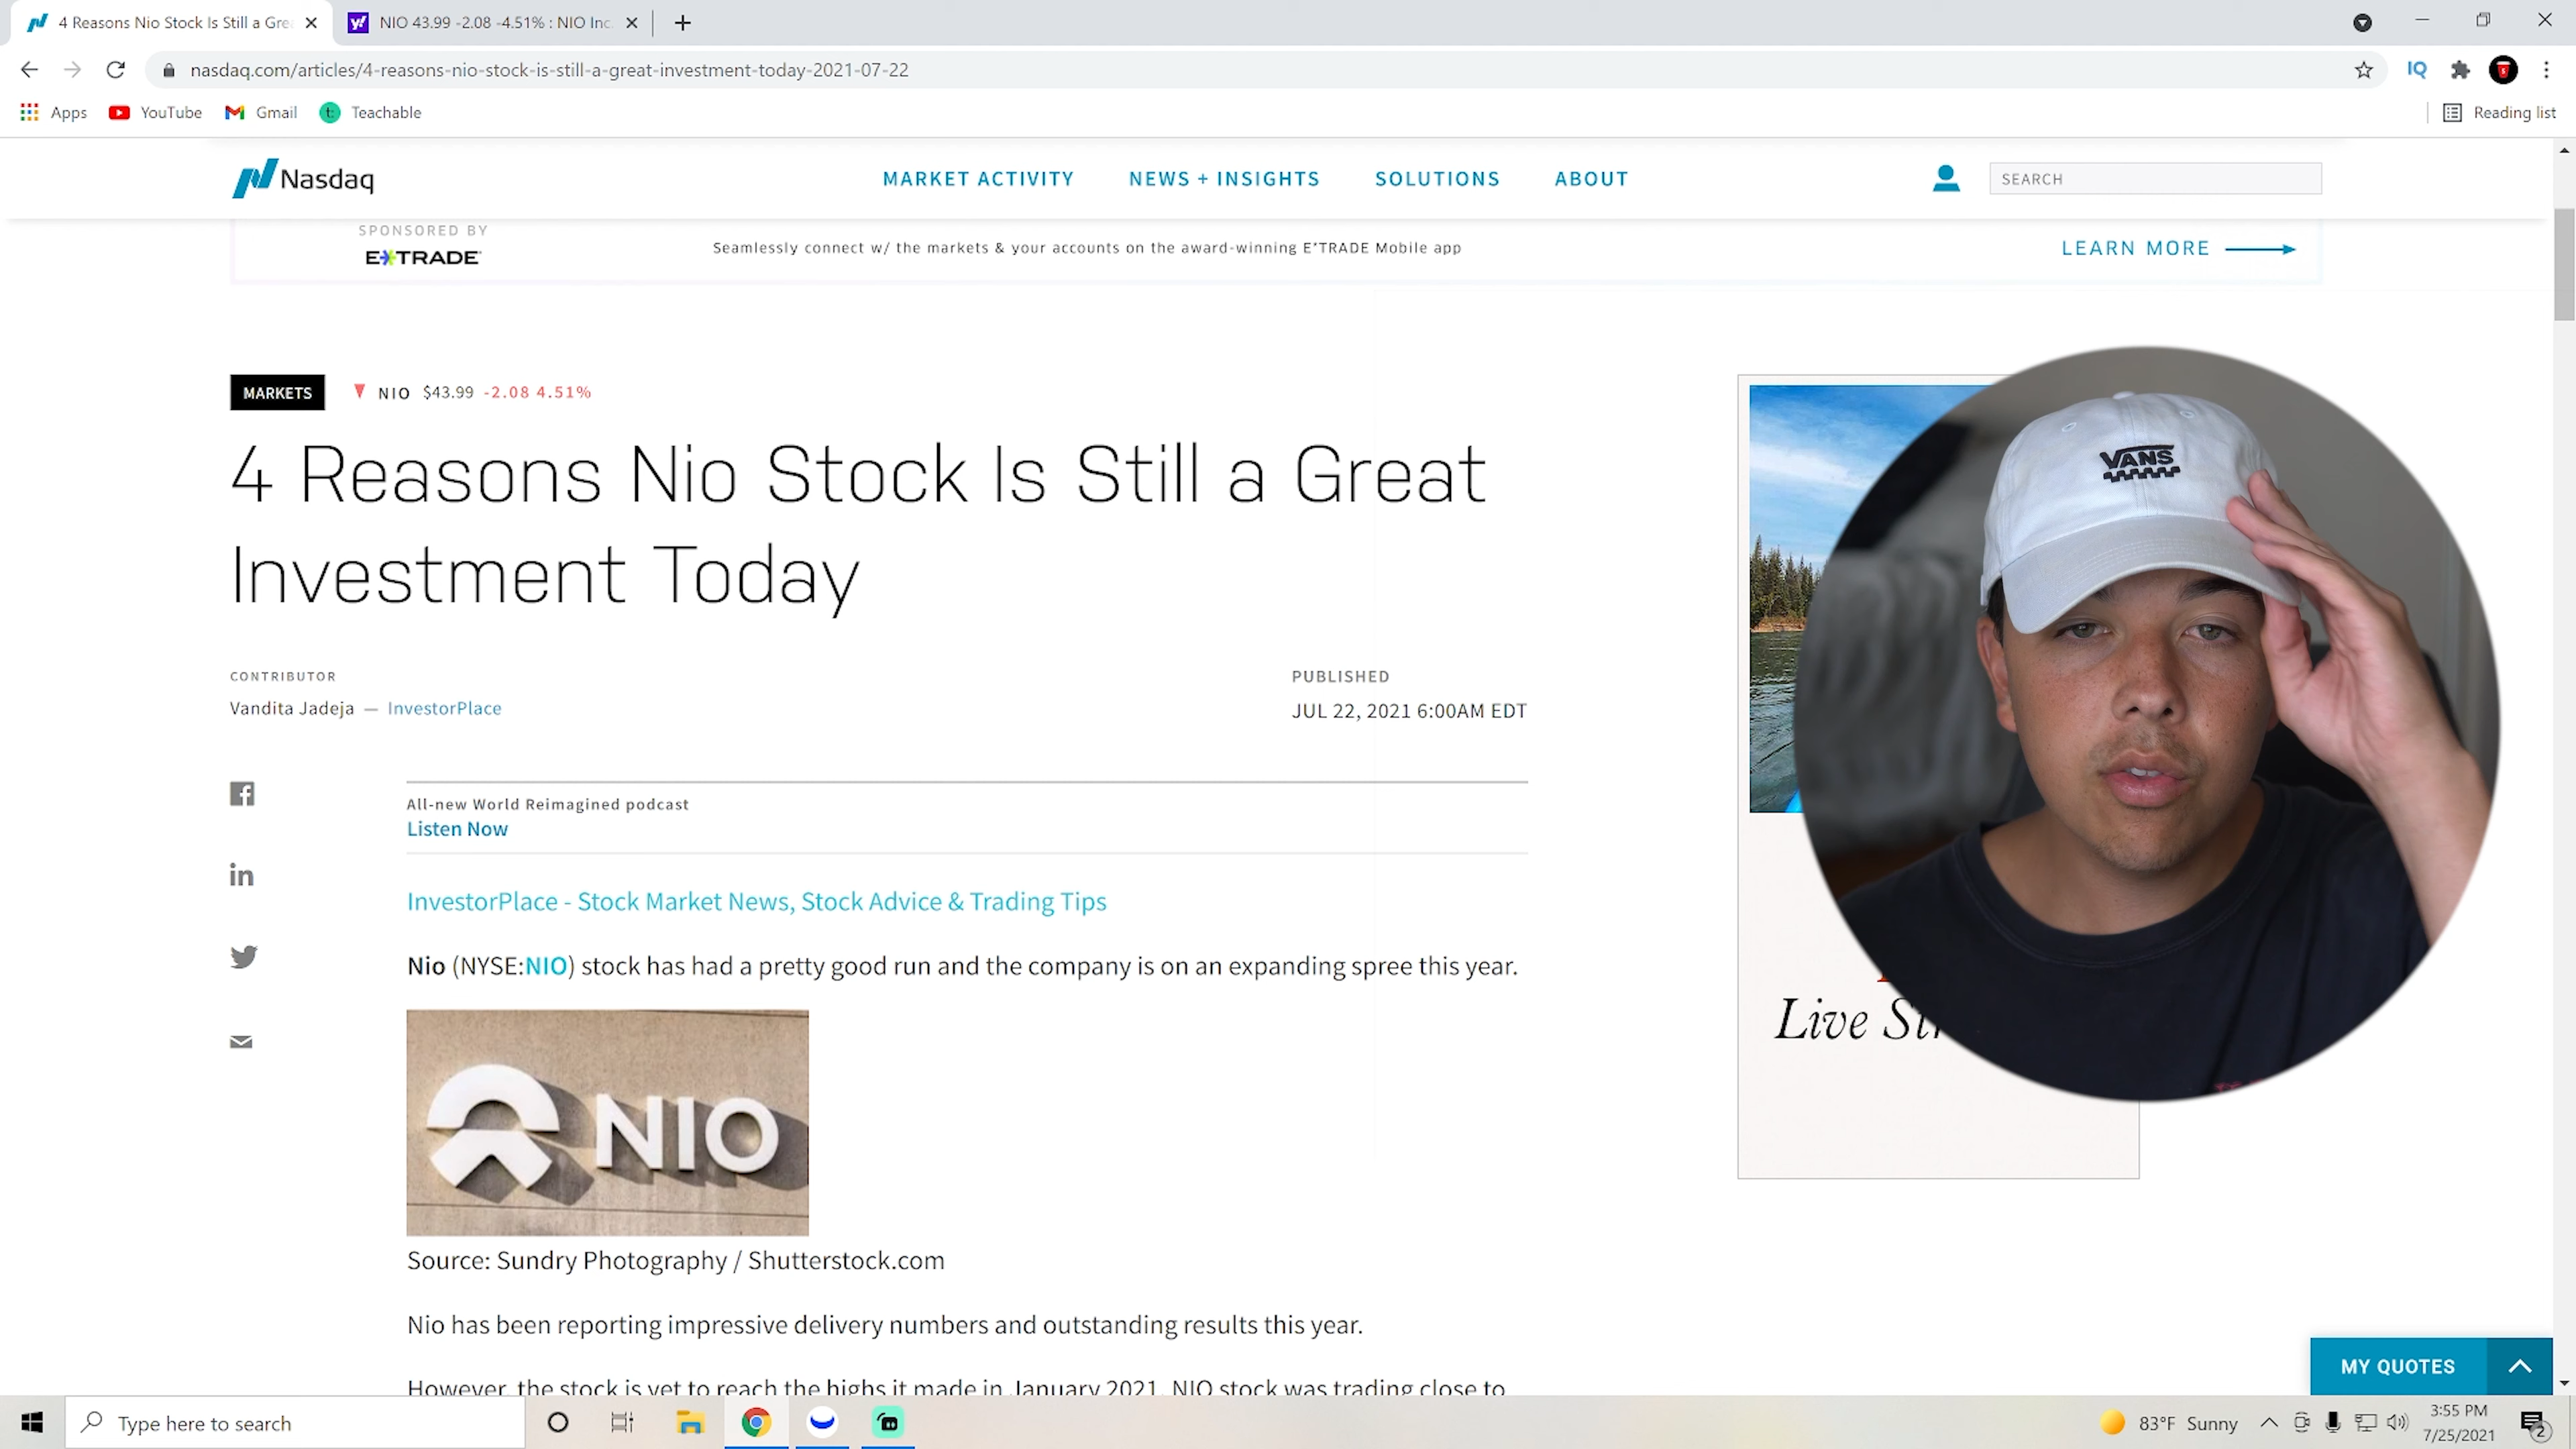 4 Reasons Nio Stock Is Still a Gre
NIO 43.99 -2.08 -4.51% : NIO Inc.
nasdaq.com/articles/4-reasons-nio-stock-is-still-a-great-investment-today-2021-07-22
IQ
Apps YouTube Gmail Teachable Reading list
Nasdaq MARKET ACTIVITY NEWS + INSIGHTS SOLUTIONS ABOUT SEARCH
SPONSORED BY
E*TRADE
Seamlessly connect w/ the markets & your accounts on the award-winning E*TRADE Mobile app
LEARN MORE
MARKETS NIO $43.99 -2.08 4.51%
4 Reasons Nio Stock Is Still a Great
Investment Today
CONTRIBUTOR
Vandita Jadeja — InvestorPlace
PUBLISHED
JUL 22, 2021 6:00AM EDT
All-new World Reimagined podcast
Listen Now
InvestorPlace - Stock Market News, Stock Advice & Trading Tips
Nio (NYSE:NIO) stock has had a pretty good run and the company is on an expanding spree this year.
NIO
Source: Sundry Photography / Shutterstock.com
Nio has been reporting impressive delivery numbers and outstanding results this year.
However, the stock is yet to reach the highs it made in January 2021. NIO stock was trading close to
VANS
Live
MY QUOTES
Type here to search
83°F Sunny
3:55 PM
7/25/2021
2